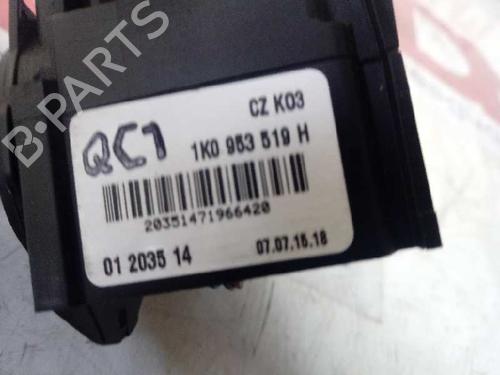 CZ K03
QC1
1K0 953 519 H
20351471966420
01 2035 14
07.07.15.18
B-PARTS